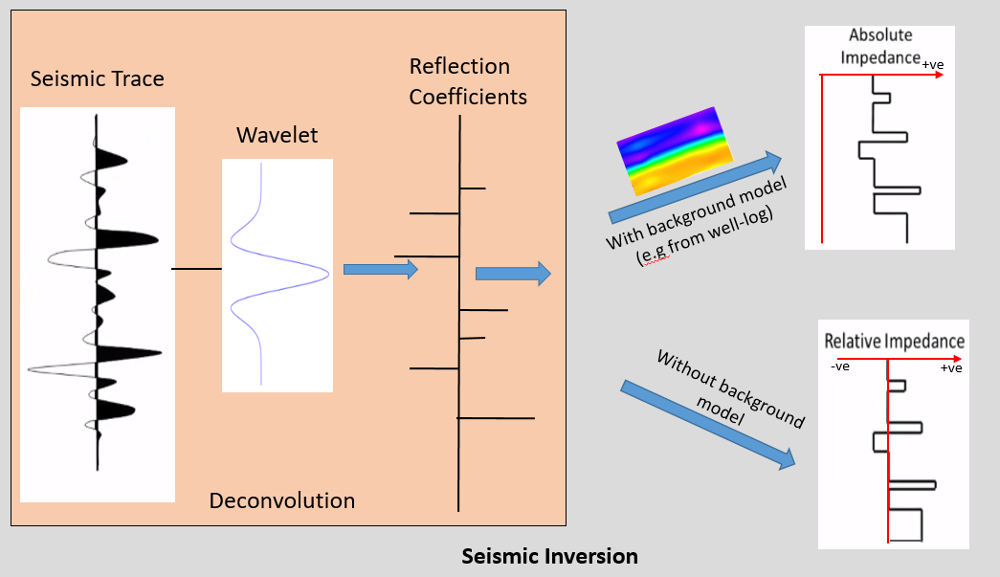 Seismic Trace
Wavelet
Reflection
Coefficients
Deconvolution
With background model
(e.g from well-log)
Without background
model
Absolute
Impedance
+ve
Relative Impedance
-ve
+ve
Seismic Inversion